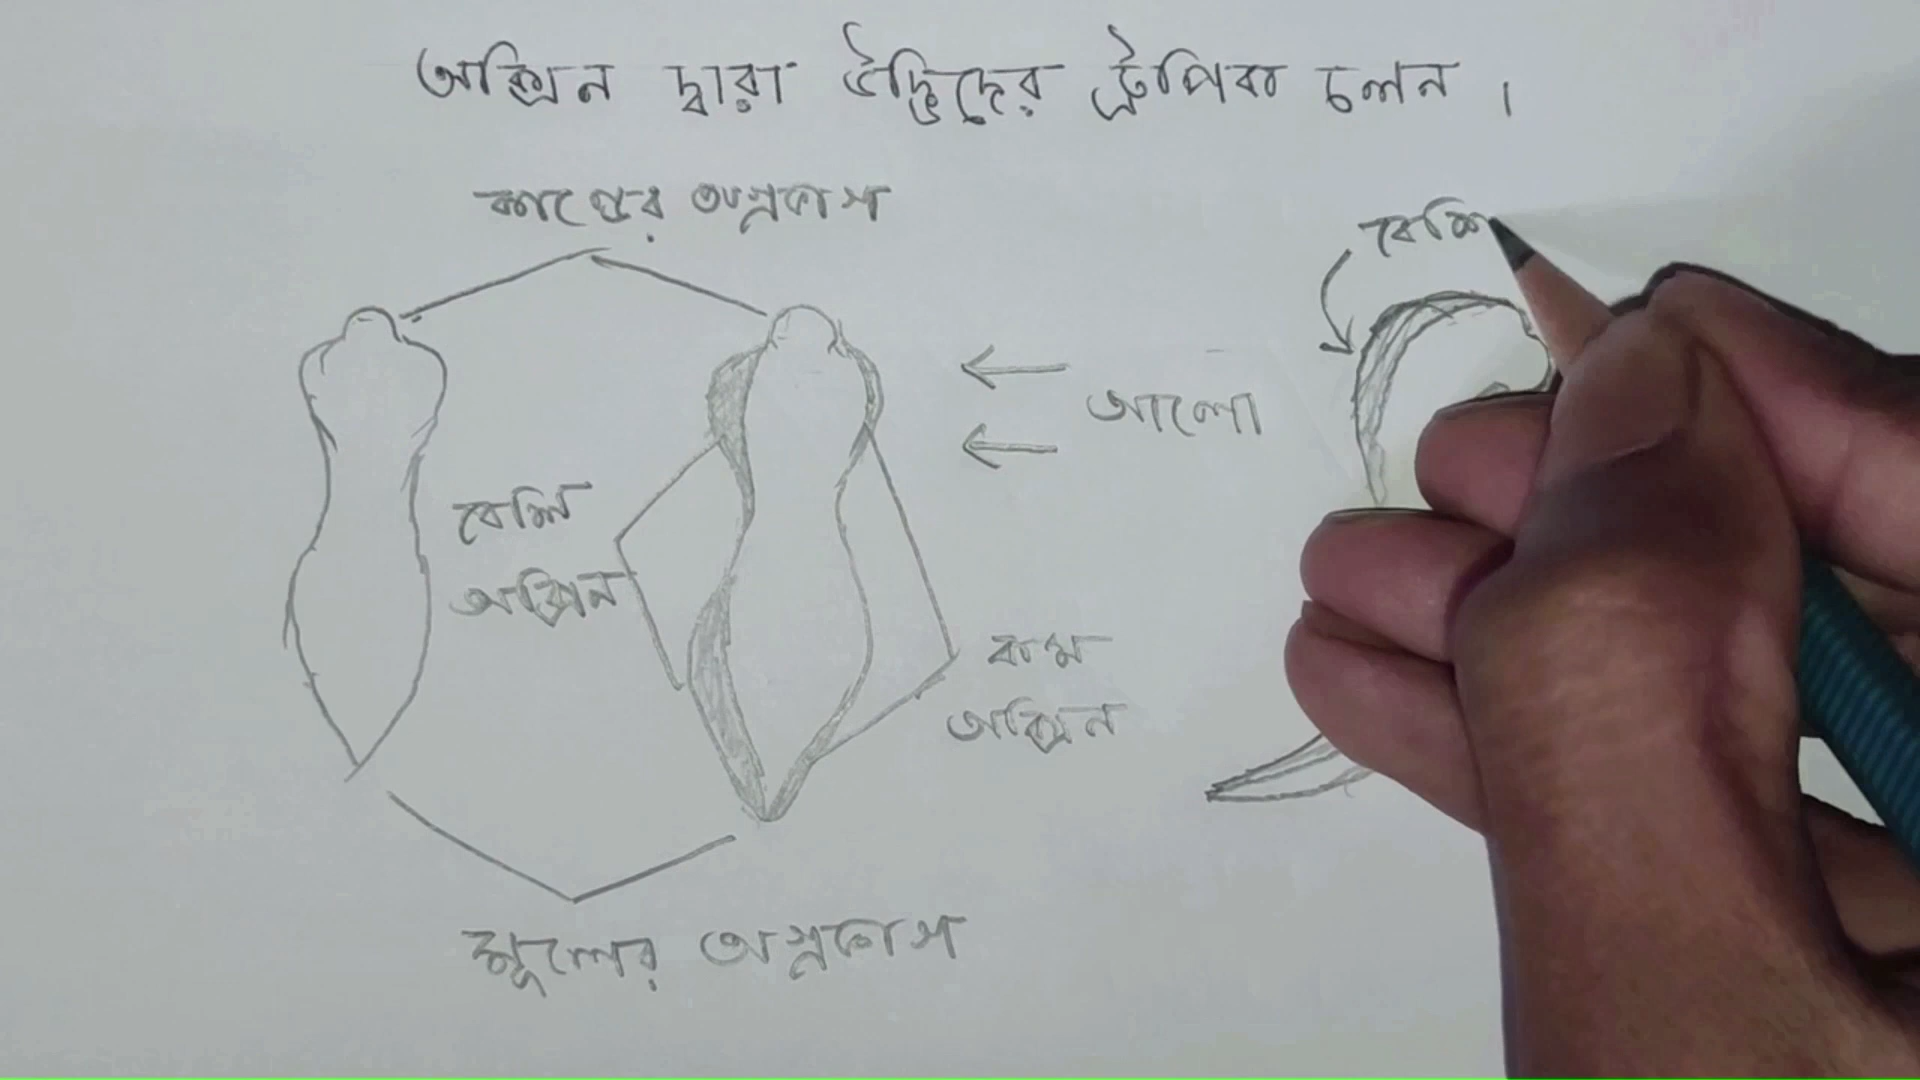 অক্সিন দ্বারা উদ্ভিদের ট্রপিক চলন ।
কাণ্ডের অগ্রভাগ
বেশি
আলো
বেশি
অক্সিন
কম
অক্সিন
মূলের অগ্রভাগ